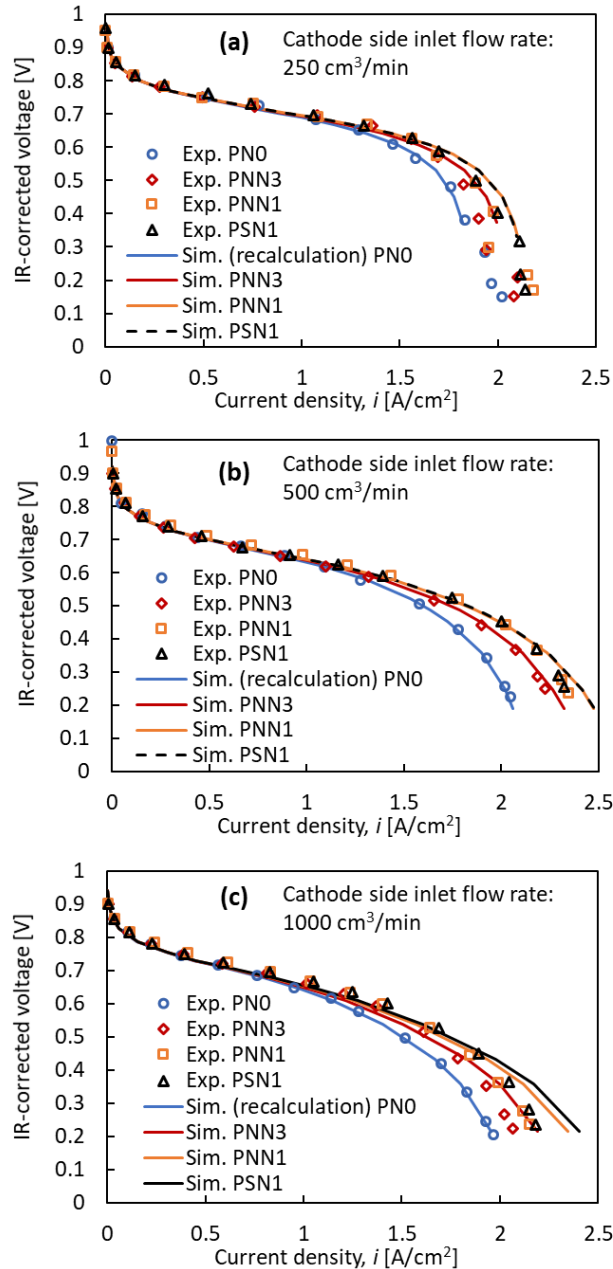 1
(a)
Cathode side inlet flow rate:
250 cm³/min
0.9
0.8
0.7
0.6
0.5
0.4
0.3
0.2
0.1
0
IR-corrected voltage [V]
Exp. PN0
Exp. PNN3
Exp. PNN1
Exp. PSN1
Sim. (recalculation) PN0
Sim. PNN3
Sim. PNN1
Sim. PSN1
0 0.5 1 1.5 2 2.5
Current density, i [A/cm²]
1
(b)
Cathode side inlet flow rate:
500 cm³/min
0.9
0.8
0.7
0.6
0.5
0.4
0.3
0.2
0.1
0
IR-corrected voltage [V]
Exp. PN0
Exp. PNN3
Exp. PNN1
Exp. PSN1
Sim. (recalculation) PN0
Sim. PNN3
Sim. PNN1
Sim. PSN1
0 0.5 1 1.5 2 2.5
Current density, i [A/cm²]
1
(c)
Cathode side inlet flow rate:
1000 cm³/min
0.9
0.8
0.7
0.6
0.5
0.4
0.3
0.2
0.1
0
IR-corrected voltage [V]
Exp. PN0
Exp. PNN3
Exp. PNN1
Exp. PSN1
Sim. (recalculation) PN0
Sim. PNN3
Sim. PNN1
Sim. PSN1
0 0.5 1 1.5 2 2.5
Current density, i [A/cm²]